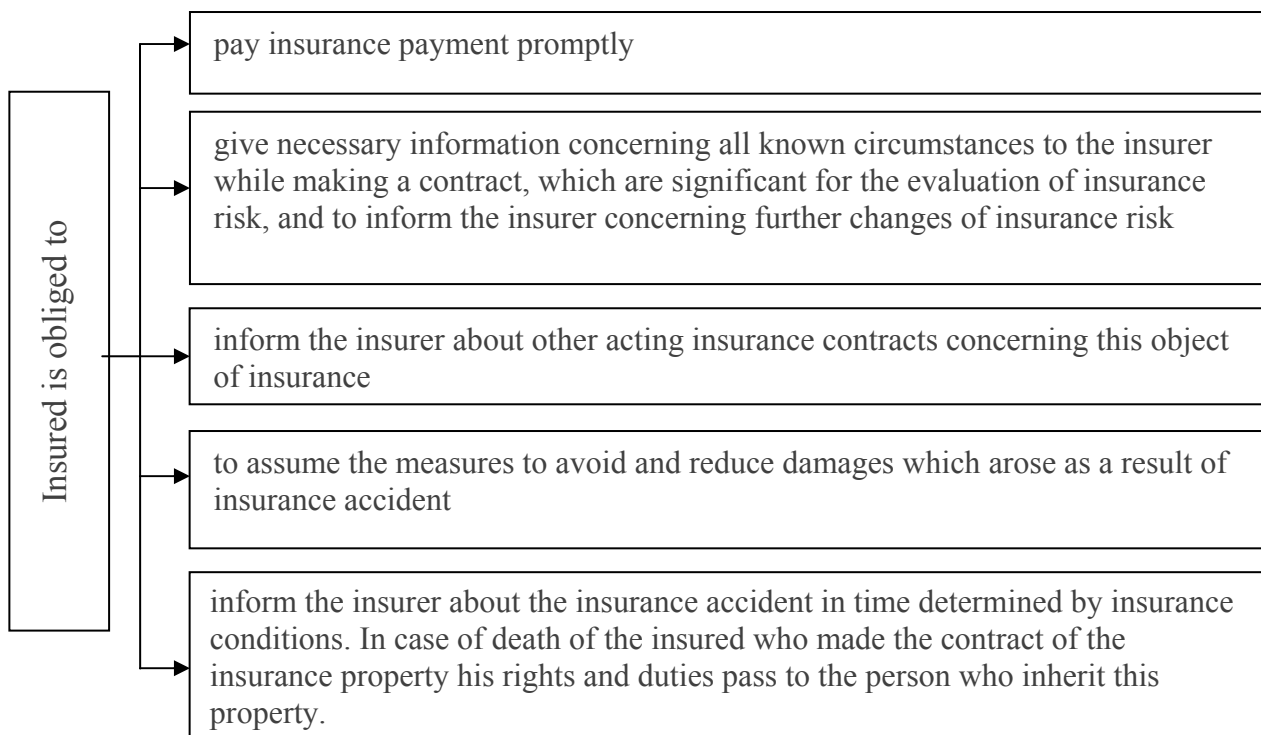 Insured is obliged to
pay insurance payment promptly
give necessary information concerning all known circumstances to the insurer
while making a contract, which are significant for the evaluation of insurance
risk, and to inform the insurer concerning further changes of insurance risk
inform the insurer about other acting insurance contracts concerning this object
of insurance
to assume the measures to avoid and reduce damages which arose as a result of
insurance accident
inform the insurer about the insurance accident in time determined by insurance
conditions. In case of death of the insured who made the contract of the
insurance property his rights and duties pass to the person who inherit this
property.